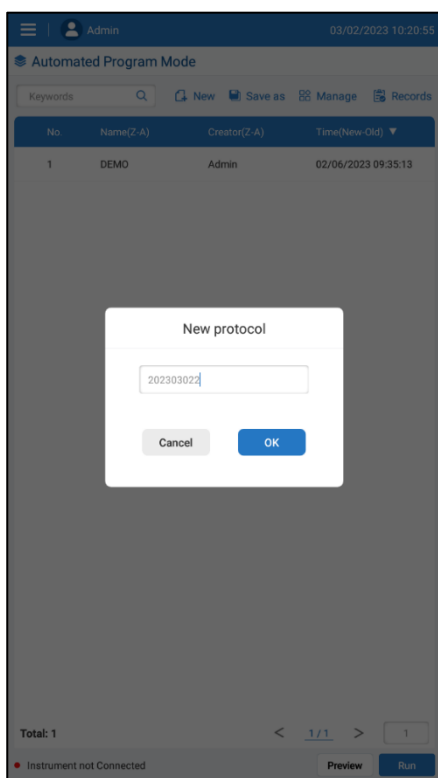 Admin 03/02/2023 10:20:55
Automated Program Mode
Keywords New Save as Manage Records
No. Name(Z-A) Creator(Z-A) Time(New-Old) ▼
1 DEMO Admin 02/06/2023 09:35:13
New protocol
202303022
Cancel OK
Total: 1 < 1/1 > 1
Instrument not Connected Preview Run